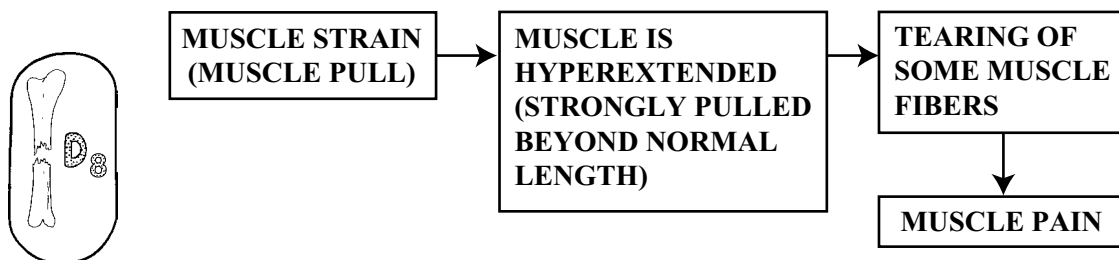 D8
MUSCLE STRAIN
(MUSCLE PULL)
MUSCLE IS
HYPEREXTENDED
(STRONGLY PULLED
BEYOND NORMAL
LENGTH)
TEARING OF
SOME MUSCLE
FIBERS
MUSCLE PAIN